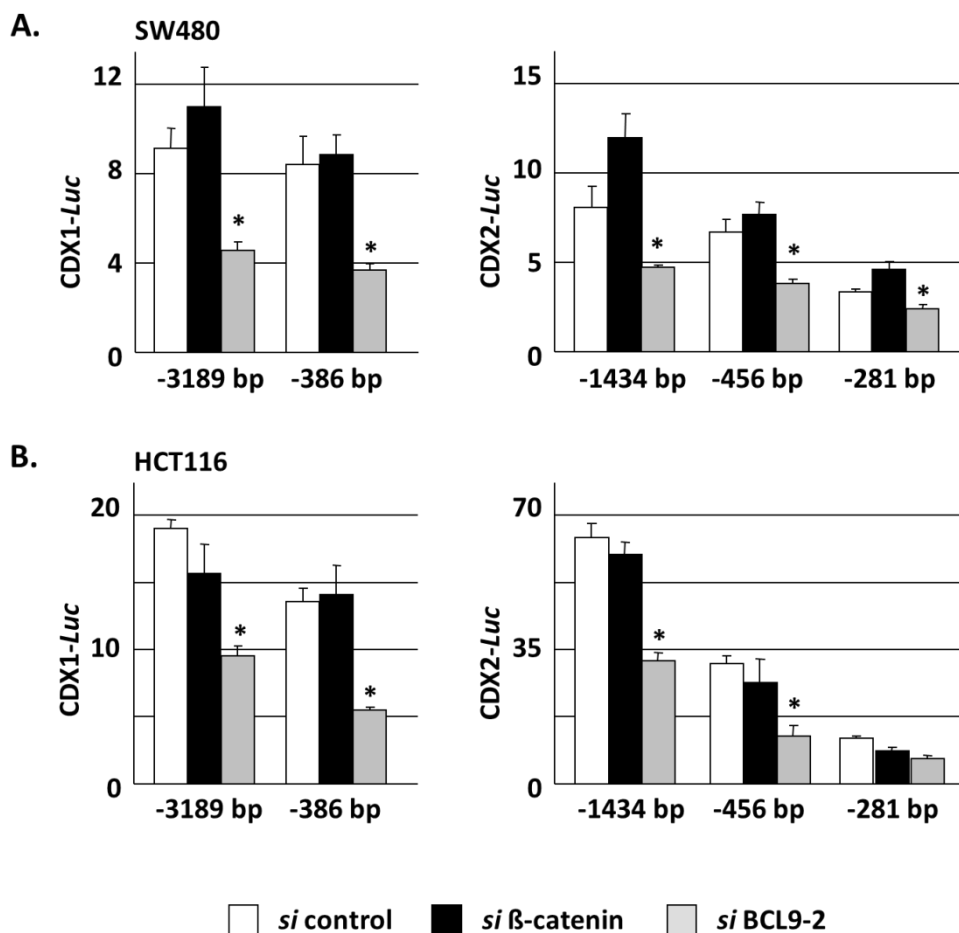 A.
SW480
12
8
4
0
CDX1-Luc
*
*
-3189 bp
-386 bp
15
10
5
0
CDX2-Luc
*
*
*
-1434 bp
-456 bp
-281 bp
B.
HCT116
20
10
0
CDX1-Luc
*
*
-3189 bp
-386 bp
70
35
0
CDX2-Luc
*
*
-1434 bp
-456 bp
-281 bp
si control
si ß-catenin
si BCL9-2